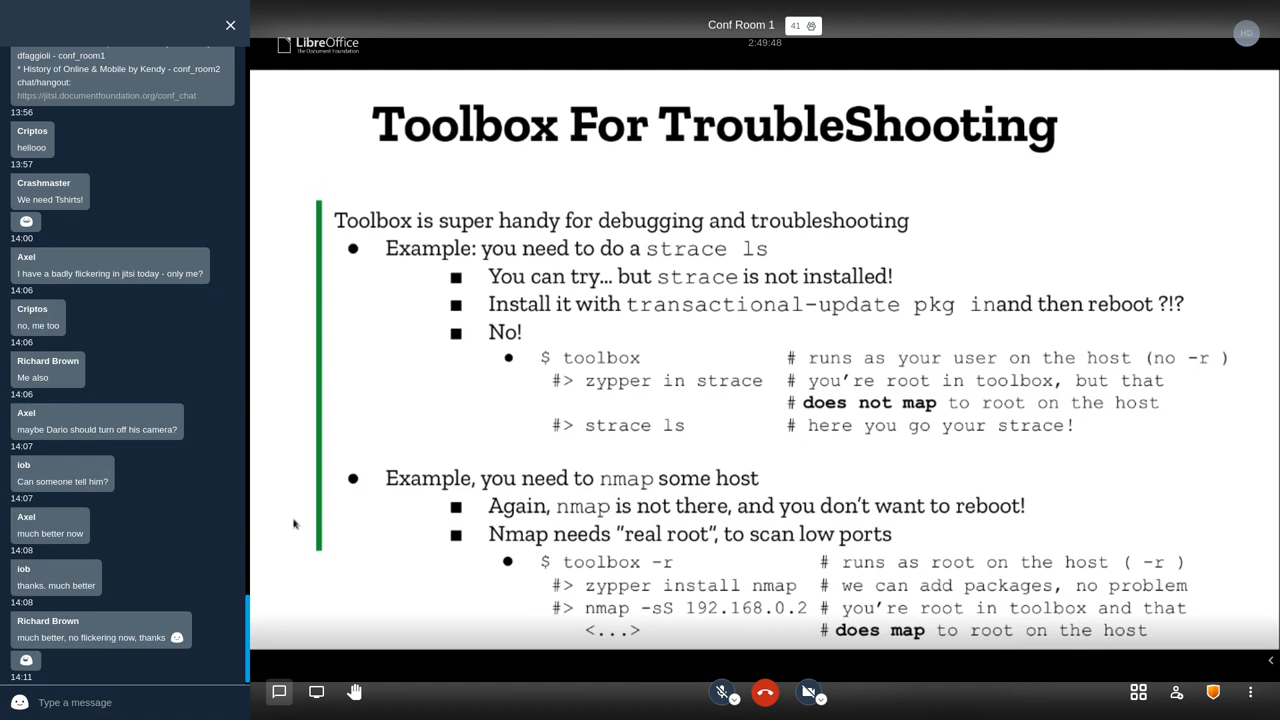 dfaggioli - conf_room1
* History of Online & Mobile by Kendy - conf_room2
chat/hangout:
https://jitsi.documentfoundation.org/conf_chat
13:56
Criptos
hellooo
13:57
Crashmaster
We need Tshirts!
14:00
Axel
I have a badly flickering in jitsi today - only me?
14:06
Criptos
no, me too
14:06
Richard Brown
Me also
14:06
Axel
maybe Dario should turn off his camera?
14:07
iob
Can someone tell him?
14:07
Axel
much better now
14:08
iob
thanks. much better
14:08
Richard Brown
much better, no flickering now, thanks
14:11
Type a message
Conf Room 1 41
2:49:48
HD
LibreOffice
The Document Foundation
Toolbox For TroubleShooting
Toolbox is super handy for debugging and troubleshooting
● Example: you need to do a strace ls
■ You can try... but strace is not installed!
■ Install it with transactional-update pkg inand then reboot ?!?
■ No!
● $ toolbox # runs as your user on the host (no -r )
#> zypper in strace # you're root in toolbox, but that
# does not map to root on the host
#> strace ls # here you go your strace!
● Example, you need to nmap some host
■ Again, nmap is not there, and you don't want to reboot!
■ Nmap needs "real root", to scan low ports
● $ toolbox -r # runs as root on the host ( -r )
#> zypper install nmap # we can add packages, no problem
#> nmap -sS 192.168.0.2 # you're root in toolbox and that
<...> # does map to root on the host